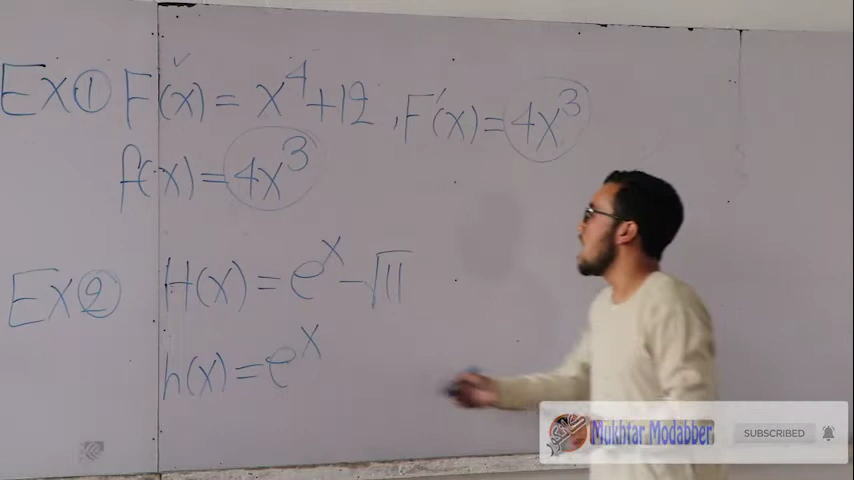 Ex① F(x) = x⁴+12 , F'(x) = 4x³
f(x) = 4x³
Ex② H(x) = eˣ - √11
h(x) = eˣ
Mukhtar Modabber
SUBSCRIBED